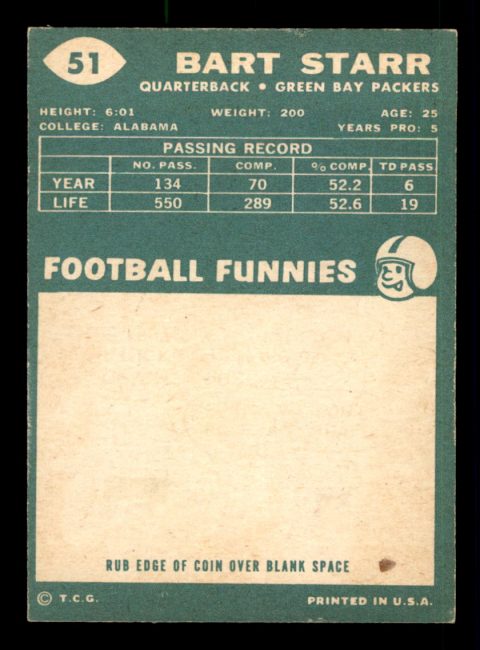 51 BART STARR
QUARTERBACK • GREEN BAY PACKERS
HEIGHT: 6:01 WEIGHT: 200 AGE: 25
COLLEGE: ALABAMA YEARS PRO: 5
PASSING RECORD
NO. PASS. COMP. % COMP. TD PASS
YEAR 134 70 52.2 6
LIFE 550 289 52.6 19
FOOTBALL FUNNIES
RUB EDGE OF COIN OVER BLANK SPACE
© T.C.G. PRINTED IN U.S.A.